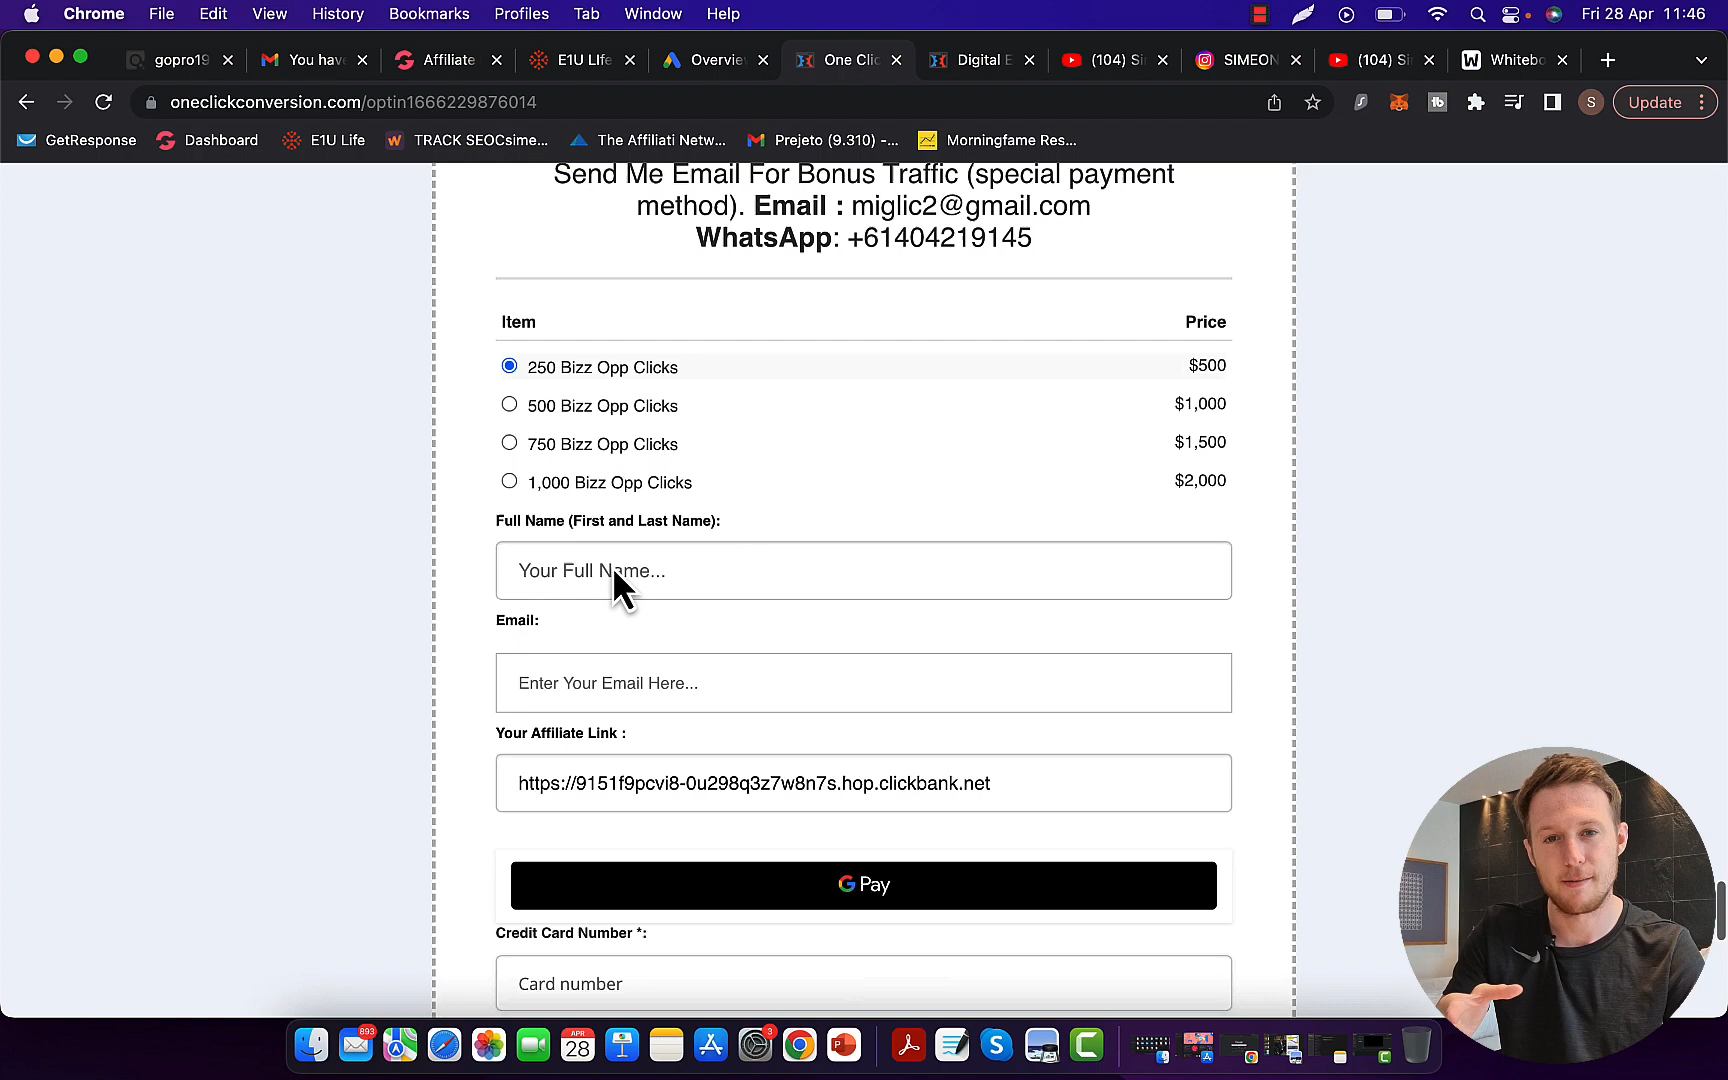 Chrome File Edit View History Bookmarks Profiles Tab Window Help Fri 28 Apr 11:46
gopro19 You have Affiliate E1U Life Overview One Clic Digital E (104) Si SIMEON (104) Si Whitebo
oneclickconversion.com/optin1666229876014 S Update
GetResponse Dashboard E1U Life TRACK SEOCsime... The Affiliati Netw... Prejeto (9.310) -... Morningfame Res...
Send Me Email For Bonus Traffic (special payment
method). Email : miglic2@gmail.com
WhatsApp: +61404219145
Item Price
250 Bizz Opp Clicks $500
500 Bizz Opp Clicks $1,000
750 Bizz Opp Clicks $1,500
1,000 Bizz Opp Clicks $2,000
Full Name (First and Last Name):
Your Full Name...
Email:
Enter Your Email Here...
Your Affiliate Link :
https://9151f9pcvi8-0u298q3z7w8n7s.hop.clickbank.net
G Pay
Credit Card Number *:
Card number
893
APR
28
3